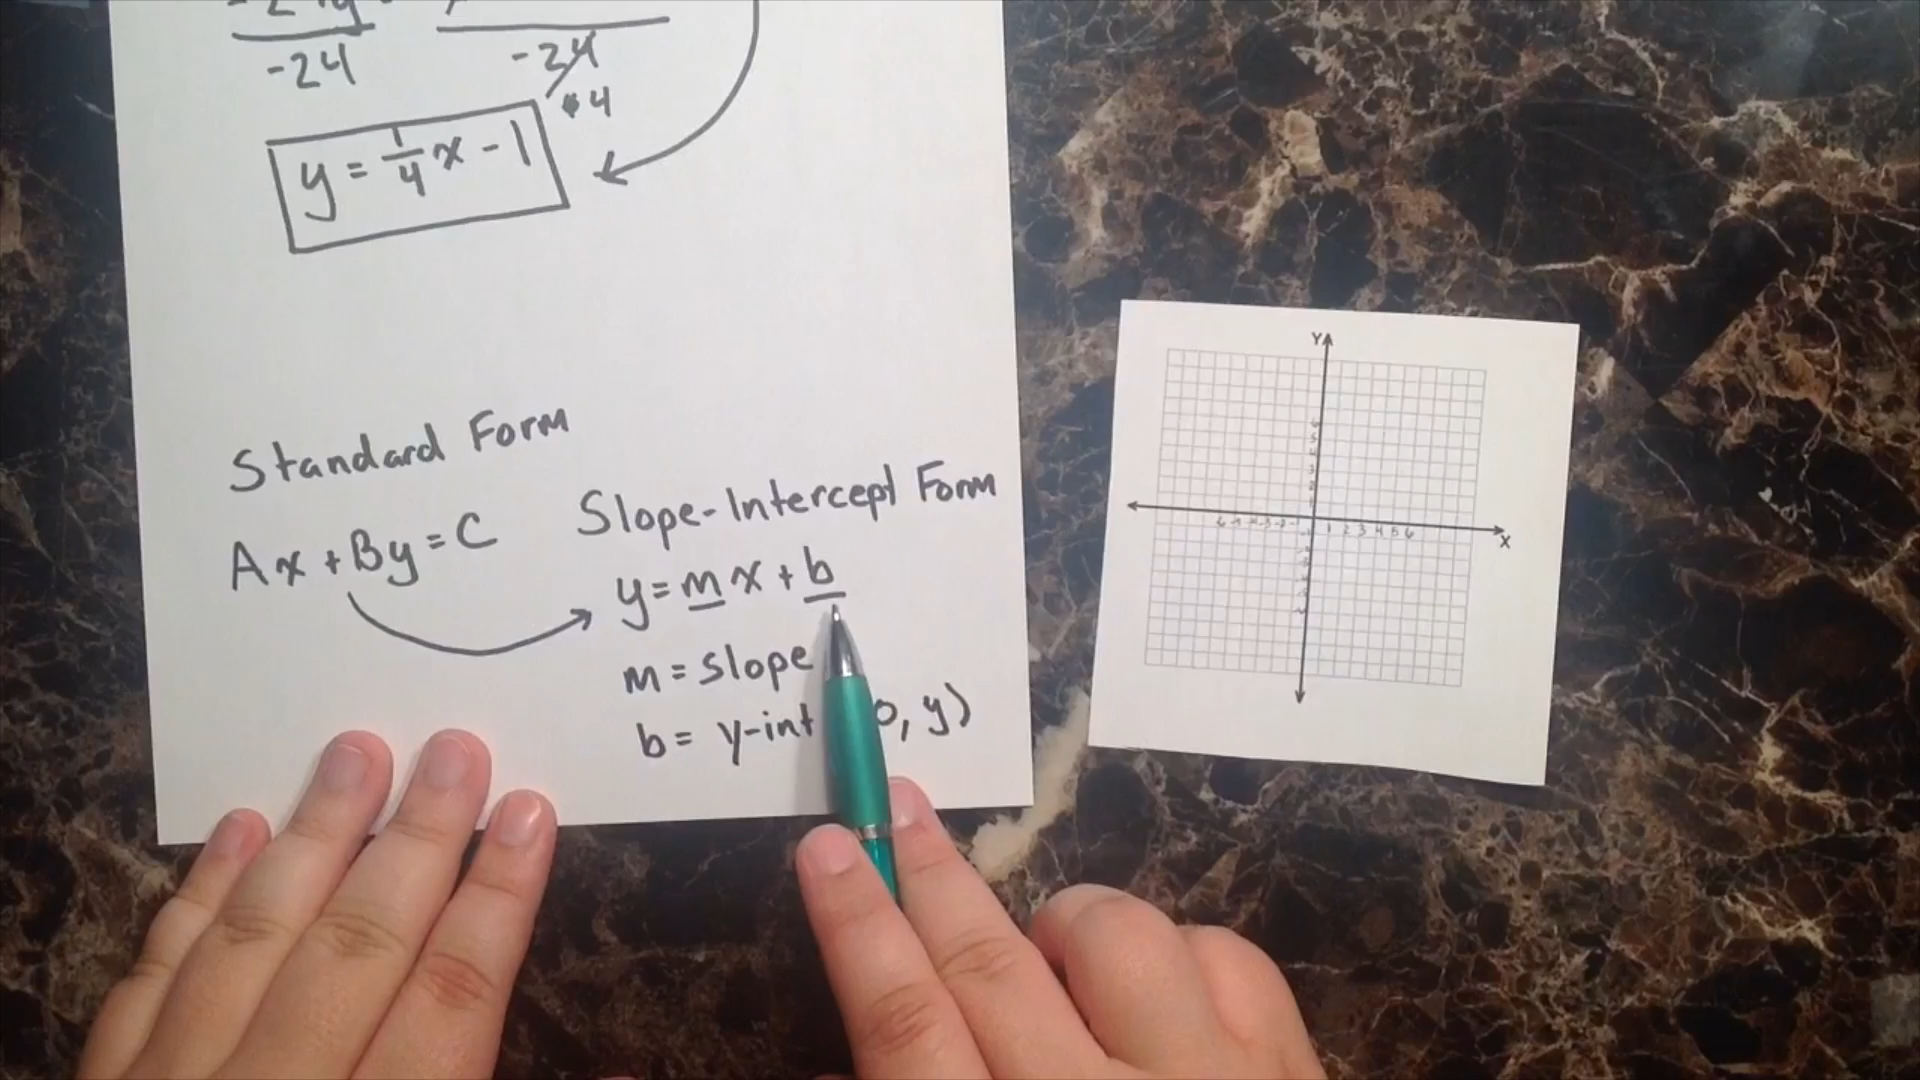 -24 -24
4
y = 1/4 x - 1
Standard Form
Ax + By = C
Slope-Intercept Form
y = mx + b
m = slope
b = y-int 0, y)
Y
X
1 2 3 4 5 6